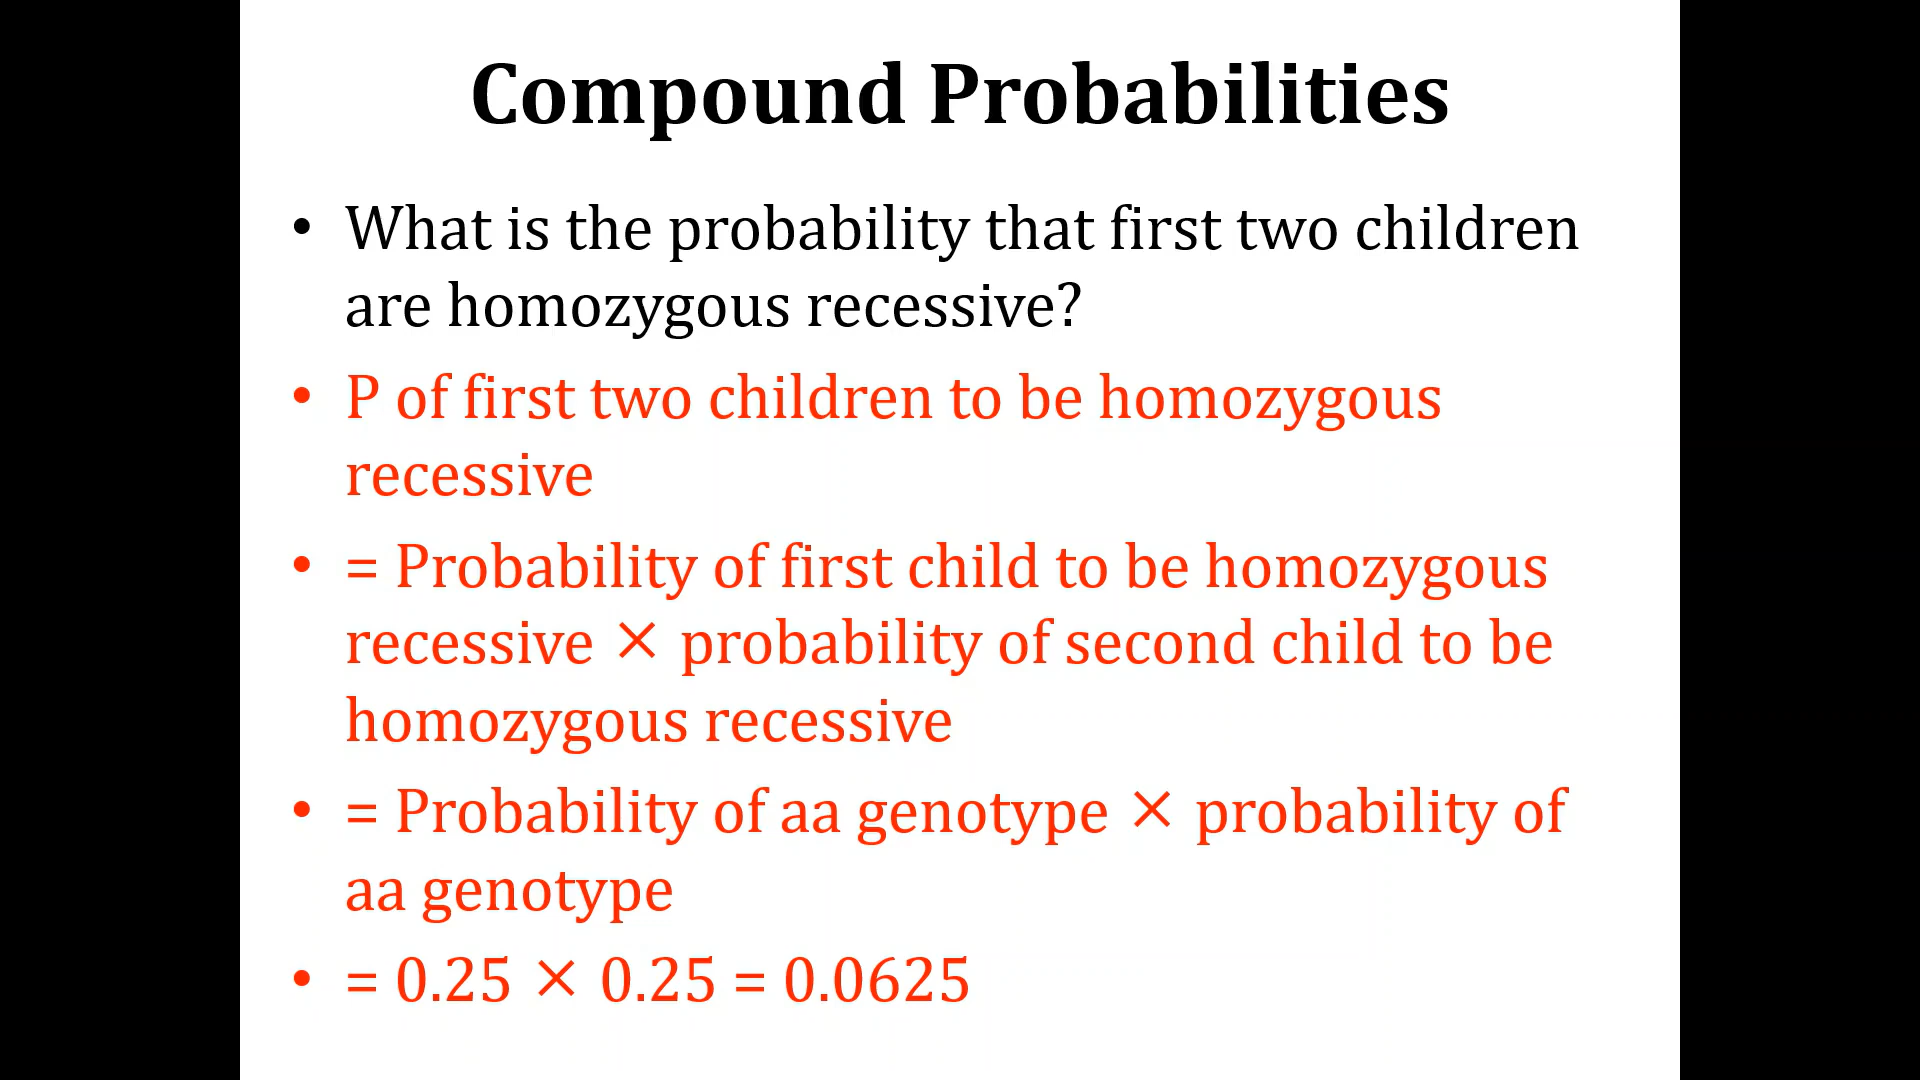 Compound Probabilities
• What is the probability that first two children
are homozygous recessive?
• P of first two children to be homozygous
recessive
• = Probability of first child to be homozygous
recessive × probability of second child to be
homozygous recessive
• = Probability of aa genotype × probability of
aa genotype
• = 0.25 × 0.25 = 0.0625